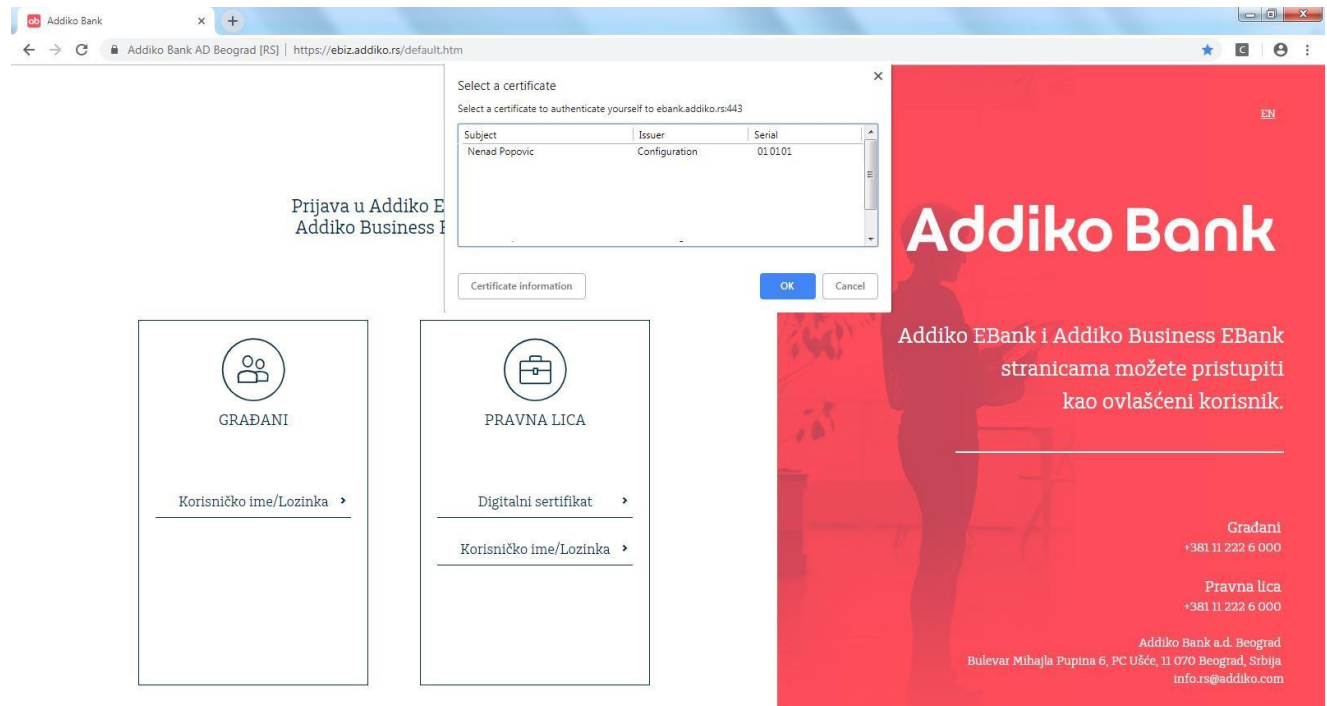 Addiko Bank
Addiko Bank AD Beograd [RS] | https://ebiz.addiko.rs/default.htm
Select a certificate
Select a certificate to authenticate yourself to ebank.addiko.rs:443
Subject Issuer Serial
Nenad Popovic Configuration 010101
Certificate information OK Cancel
Prijava u Addiko E
Addiko Business
GRAĐANI
Korisničko ime/Lozinka
PRAVNA LICA
Digitalni sertifikat
Korisničko ime/Lozinka
EN
Addiko Bank
Addiko EBank i Addiko Business EBank
stranicama možete pristupiti
kao ovlašćeni korisnik.
Građani
+381 11 222 6 000
Pravna lica
+381 11 222 6 000
Addiko Bank a.d. Beograd
Bulevar Mihajla Pupina 6, PC Ušće, 11 070 Beograd, Srbija
info.rs@addiko.com